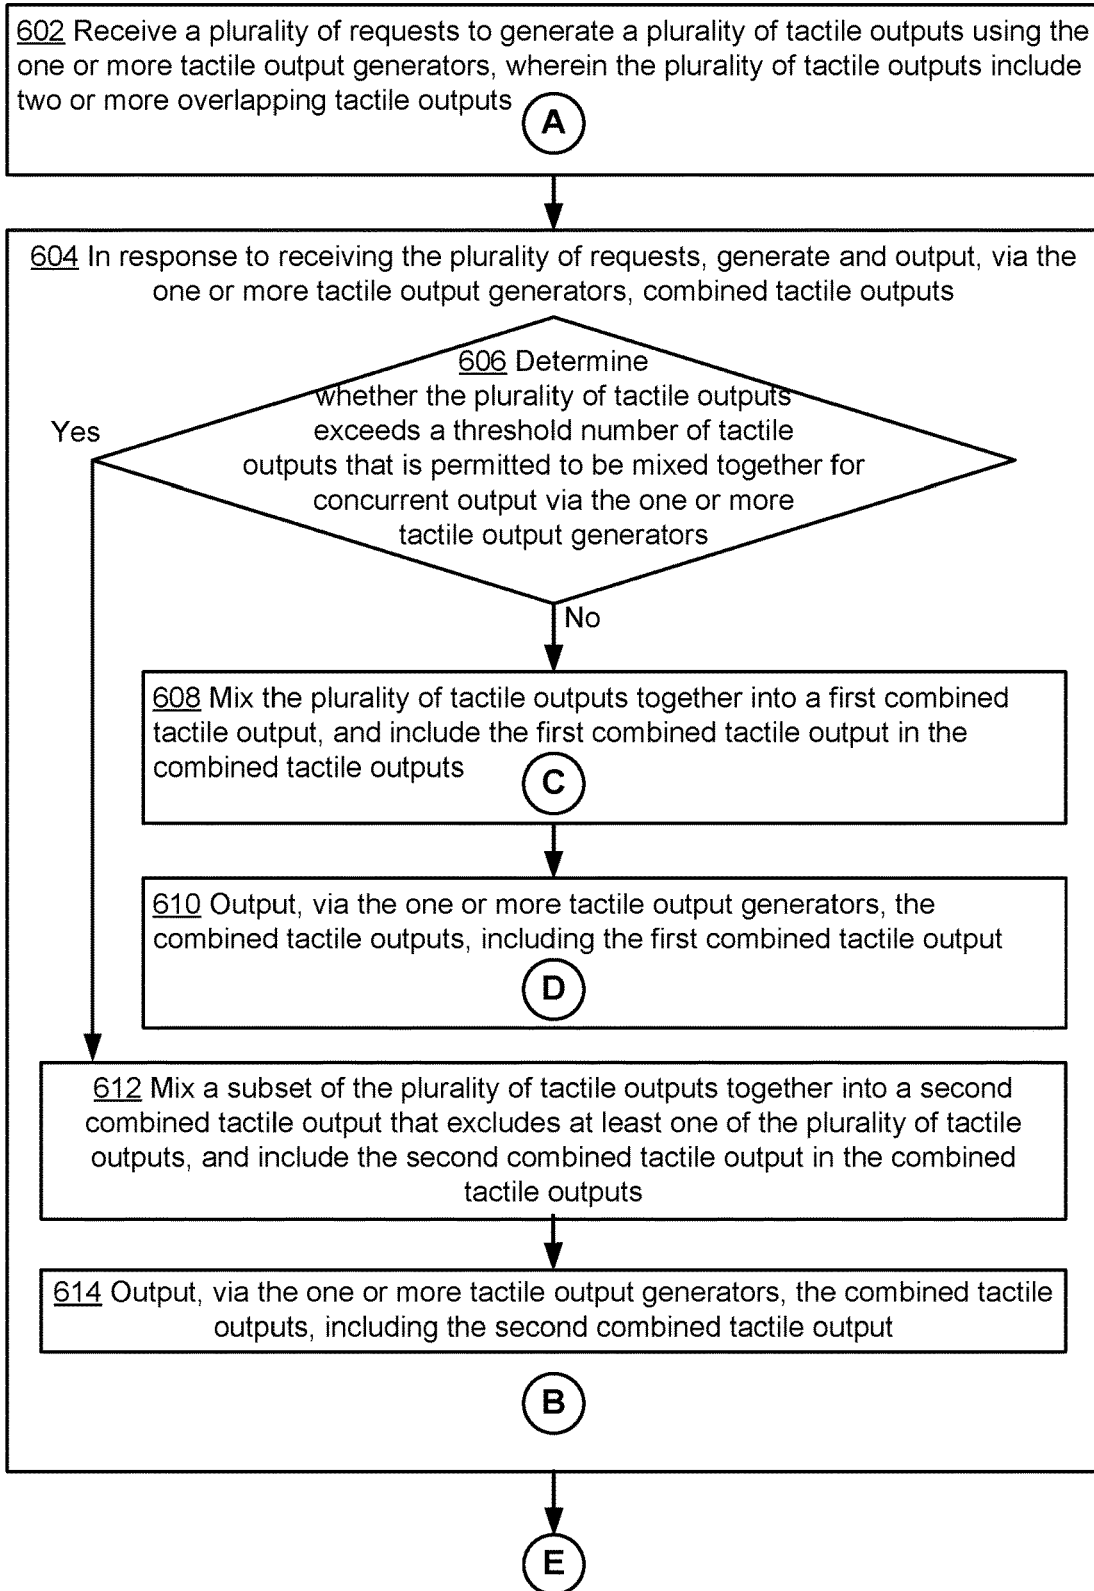 602 Receive a plurality of requests to generate a plurality of tactile outputs using the
one or more tactile output generators, wherein the plurality of tactile outputs include
two or more overlapping tactile outputs
A
604 In response to receiving the plurality of requests, generate and output, via the
one or more tactile output generators, combined tactile outputs
606 Determine
whether the plurality of tactile outputs
exceeds a threshold number of tactile
outputs that is permitted to be mixed together for
concurrent output via the one or more
tactile output generators
Yes
No
608 Mix the plurality of tactile outputs together into a first combined
tactile output, and include the first combined tactile output in the
combined tactile outputs
C
610 Output, via the one or more tactile output generators, the
combined tactile outputs, including the first combined tactile output
D
612 Mix a subset of the plurality of tactile outputs together into a second
combined tactile output that excludes at least one of the plurality of tactile
outputs, and include the second combined tactile output in the combined
tactile outputs
614 Output, via the one or more tactile output generators, the combined tactile
outputs, including the second combined tactile output
B
E